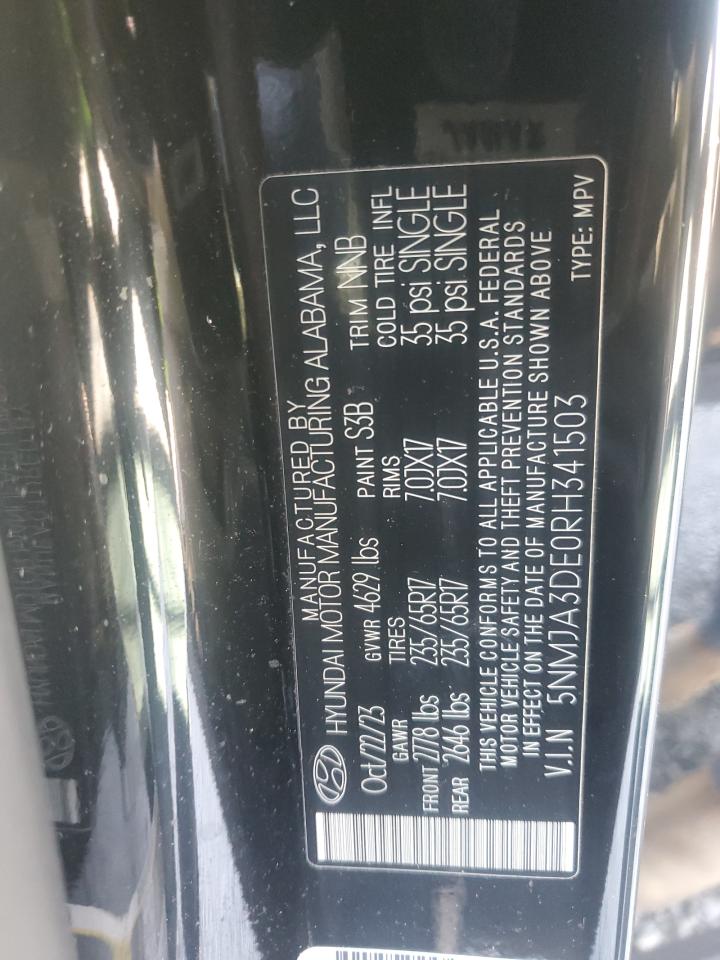 MANUFACTURED BY
HYUNDAI MOTOR MANUFACTURING ALABAMA, LLC
Oct/22/23 GVWR 4629 lbs PAINT S3B TRIM NNB
GAWR TIRES RIMS COLD TIRE INFL
FRONT 2778 lbs 235/65R17 7.0JX17 35 psi SINGLE
REAR 2646 lbs 235/65R17 7.0JX17 35 psi SINGLE
THIS VEHICLE CONFORMS TO ALL APPLICABLE U.S.A. FEDERAL
MOTOR VEHICLE SAFETY AND THEFT PREVENTION STANDARDS
IN EFFECT ON THE DATE OF MANUFACTURE SHOWN ABOVE
V.I.N 5NMJA3DE0RH341503 TYPE: MPV